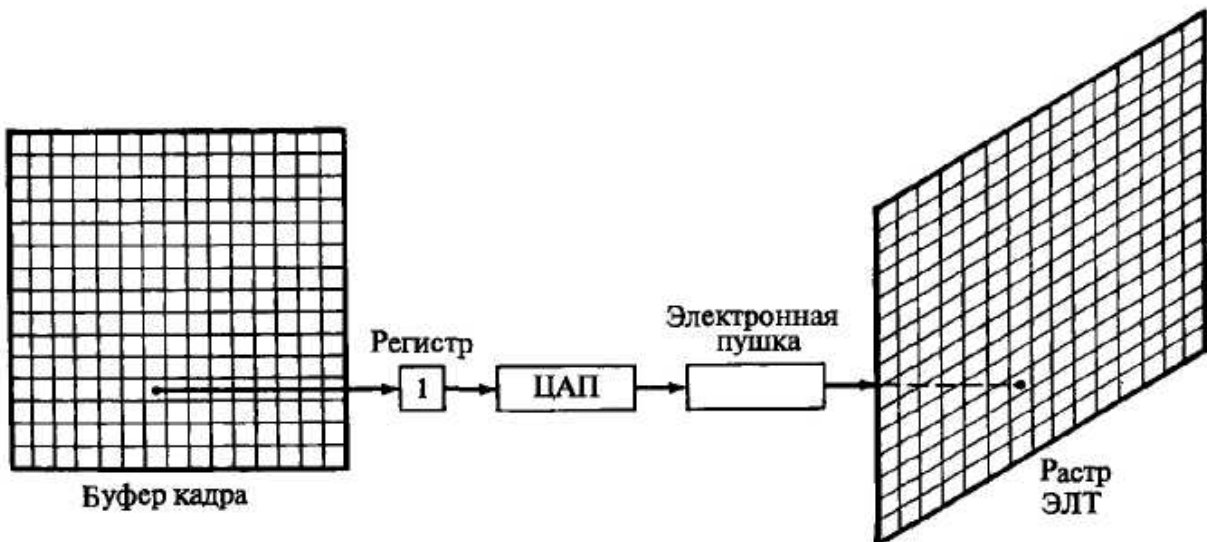 Электронная
пушка
Регистр
1
ЦАП
Буфер кадра
Растр
ЭЛТ